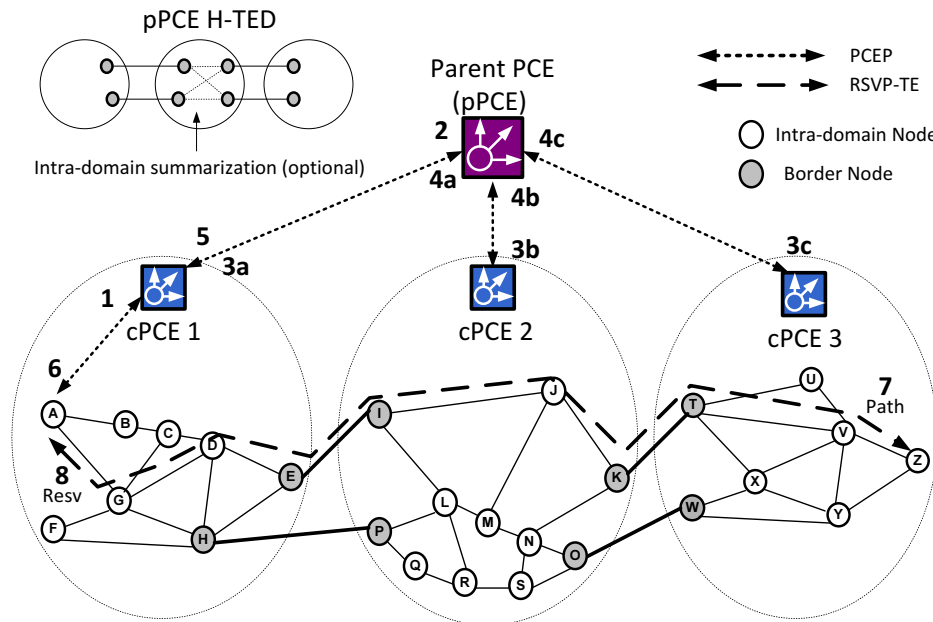 pPCE H-TED
Intra-domain summarization (optional)
Parent PCE
(pPCE)
PCEP
RSVP-TE
Intra-domain Node
Border Node
2
4c
4a
4b
5
3a
3b
3c
1
cPCE 1
cPCE 2
cPCE 3
6
7
Path
8
Resv
A
B
C
D
E
F
G
H
I
J
K
L
M
N
O
P
Q
R
S
T
U
V
W
X
Y
Z